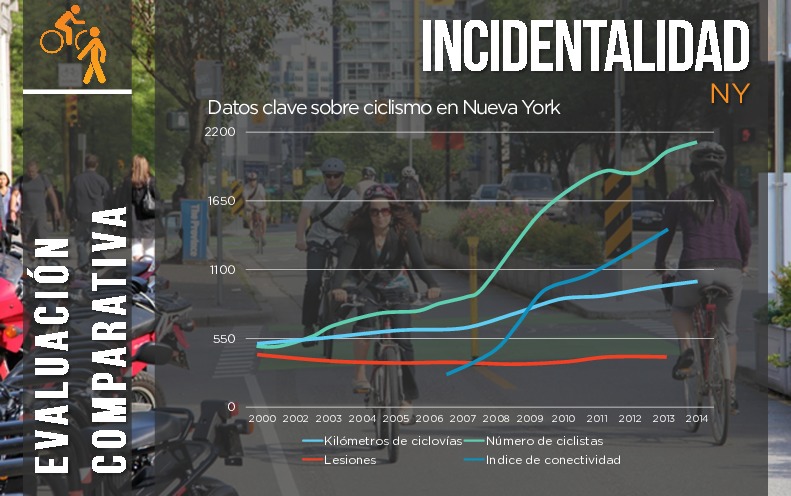 INCIDENTALIDAD
NY
EVALUACIÓN
COMPARATIVA
Datos clave sobre ciclismo en Nueva York
2200
1650
1100
550
0
2000 2002 2003 2004 2005 2006 2007 2008 2009 2010 2011 2012 2013 2014
Kilómetros de ciclovías Número de ciclistas
Lesiones Indice de conectividad